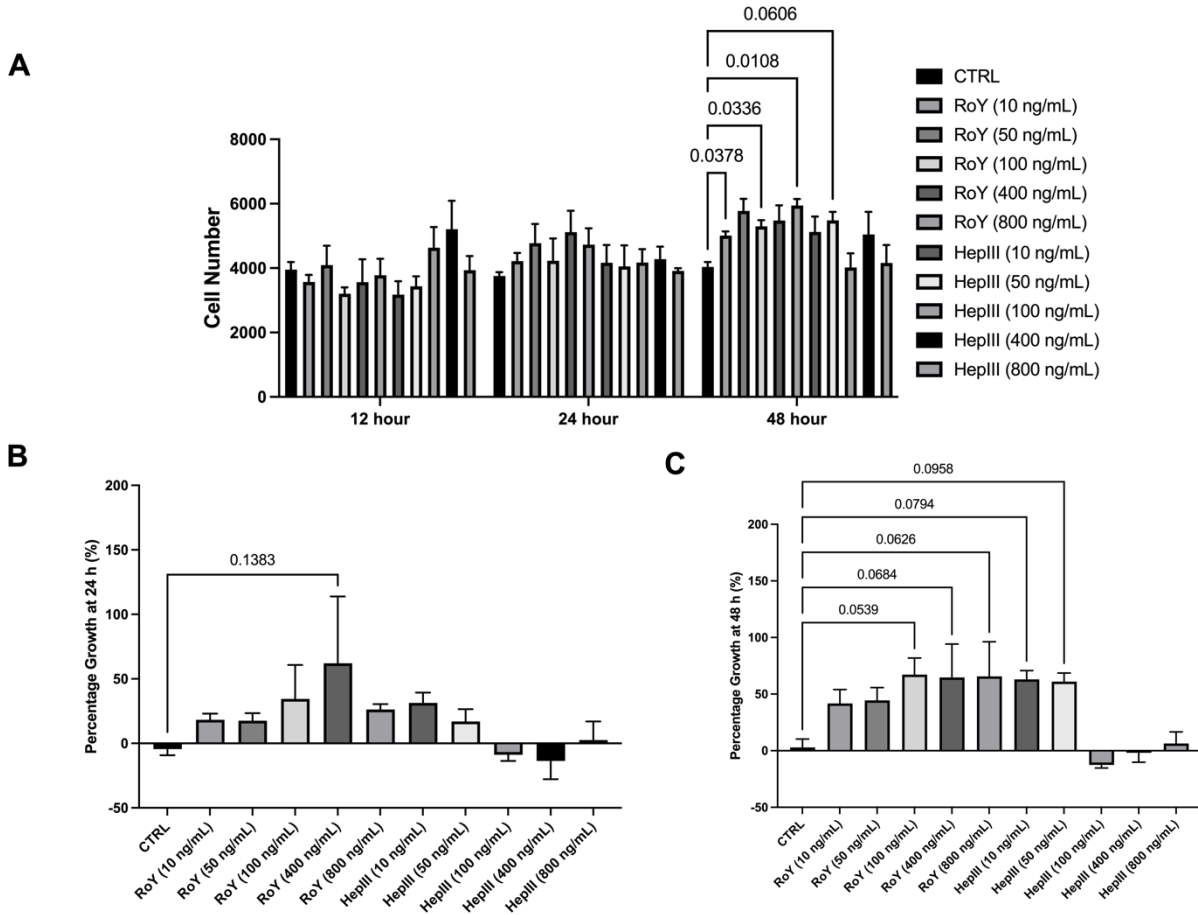 A
0.0606
0.0108
0.0336
0.0378
8000
6000
4000
2000
0
Cell Number
12 hour
24 hour
48 hour
CTRL
RoY (10 ng/mL)
RoY (50 ng/mL)
RoY (100 ng/mL)
RoY (400 ng/mL)
RoY (800 ng/mL)
HepIII (10 ng/mL)
HepIII (50 ng/mL)
HepIII (100 ng/mL)
HepIII (400 ng/mL)
HepIII (800 ng/mL)
B
200
150
100
50
0
-50
Percentage Growth at 24 h (%)
0.1383
CTRL
RoY (10 ng/mL)
RoY (50 ng/mL)
RoY (100 ng/mL)
RoY (400 ng/mL)
RoY (800 ng/mL)
HepIII (10 ng/mL)
HepIII (50 ng/mL)
HepIII (100 ng/mL)
HepIII (400 ng/mL)
HepIII (800 ng/mL)
C
0.0958
0.0794
0.0626
0.0684
0.0539
200
150
100
50
0
-50
Percentage Growth at 48 h (%)
CTRL
RoY (10 ng/mL)
RoY (50 ng/mL)
RoY (100 ng/mL)
RoY (400 ng/mL)
RoY (800 ng/mL)
HepIII (10 ng/mL)
HepIII (50 ng/mL)
HepIII (100 ng/mL)
HepIII (400 ng/mL)
HepIII (800 ng/mL)